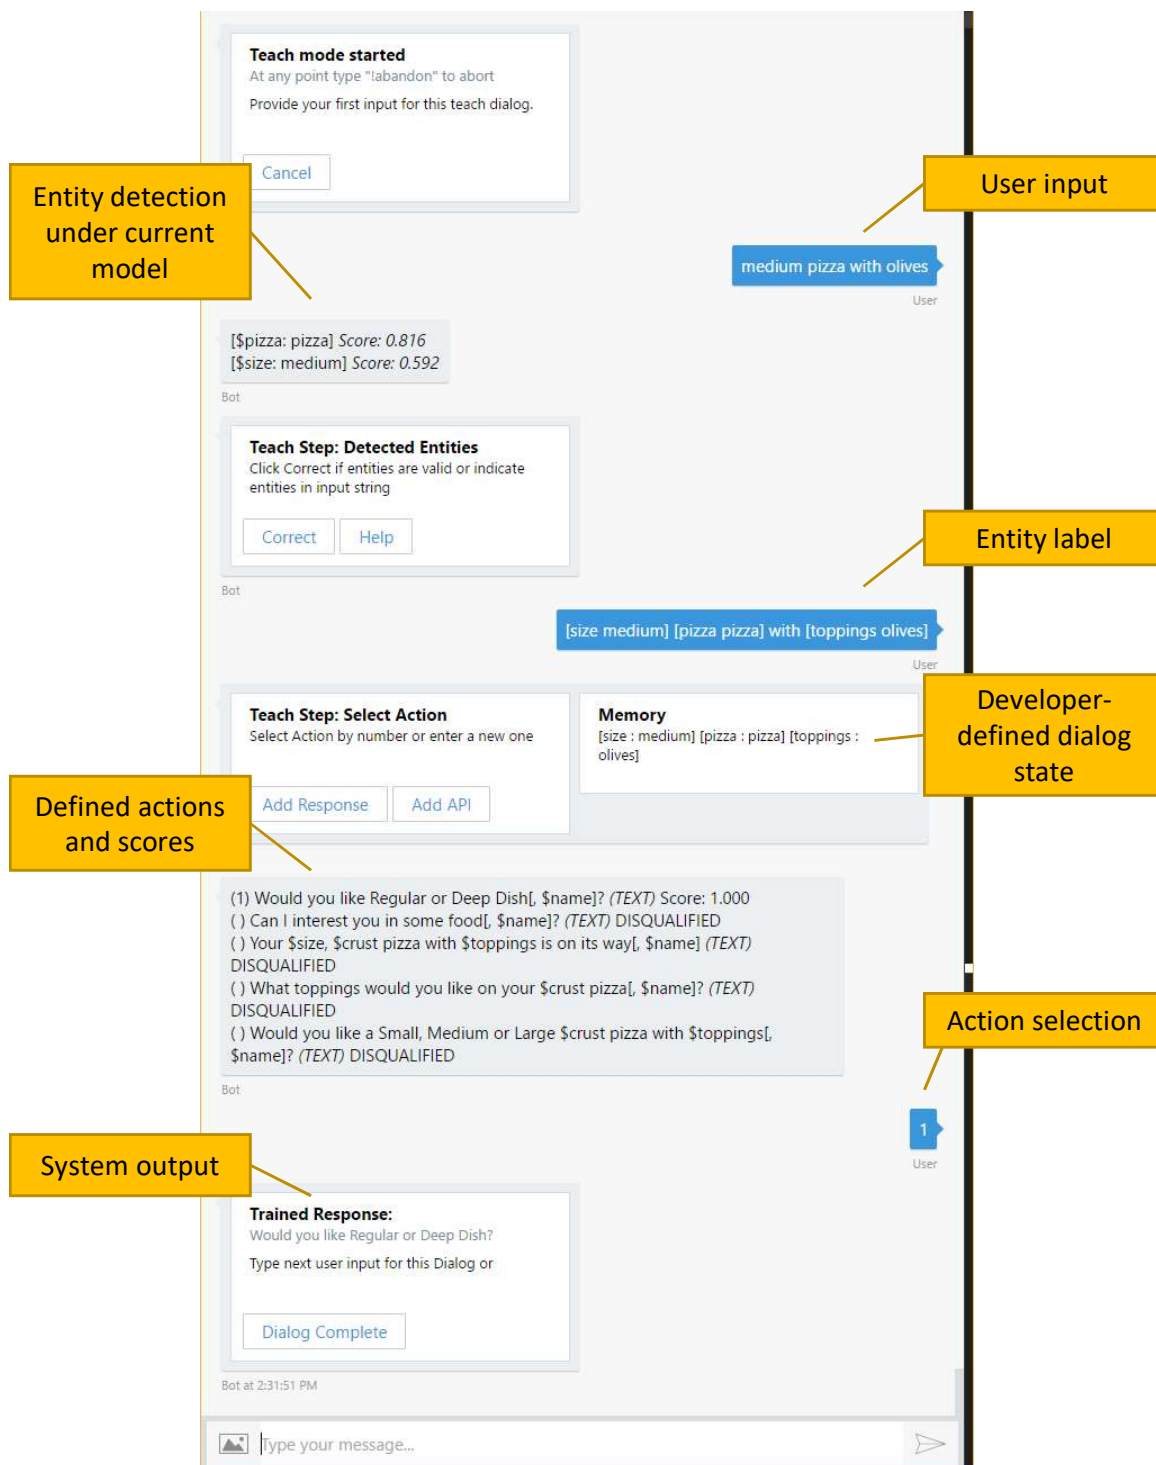 Teach mode started
At any point type "!abandon" to abort
Provide your first input for this teach dialog.
Cancel
Entity detection
under current
model
User input
medium pizza with olives
User
[$pizza: pizza] Score: 0.816
[$size: medium] Score: 0.592
Bot
Teach Step: Detected Entities
Click Correct if entities are valid or indicate
entities in input string
Correct
Help
Bot
Entity label
[size medium] [pizza pizza] with [toppings olives]
User
Teach Step: Select Action
Select Action by number or enter a new one
Add Response
Add API
Memory
[size : medium] [pizza : pizza] [toppings :
olives]
Developer-
defined dialog
state
Defined actions
and scores
(1) Would you like Regular or Deep Dish[, $name]? (TEXT) Score: 1.000
( ) Can I interest you in some food[, $name]? (TEXT) DISQUALIFIED
( ) Your $size, $crust pizza with $toppings is on its way[, $name] (TEXT)
DISQUALIFIED
( ) What toppings would you like on your $crust pizza[, $name]? (TEXT)
DISQUALIFIED
( ) Would you like a Small, Medium or Large $crust pizza with $toppings[,
$name]? (TEXT) DISQUALIFIED
Bot
Action selection
1
User
System output
Trained Response:
Would you like Regular or Deep Dish?
Type next user input for this Dialog or
Dialog Complete
Bot at 2:31:51 PM
Type your message...